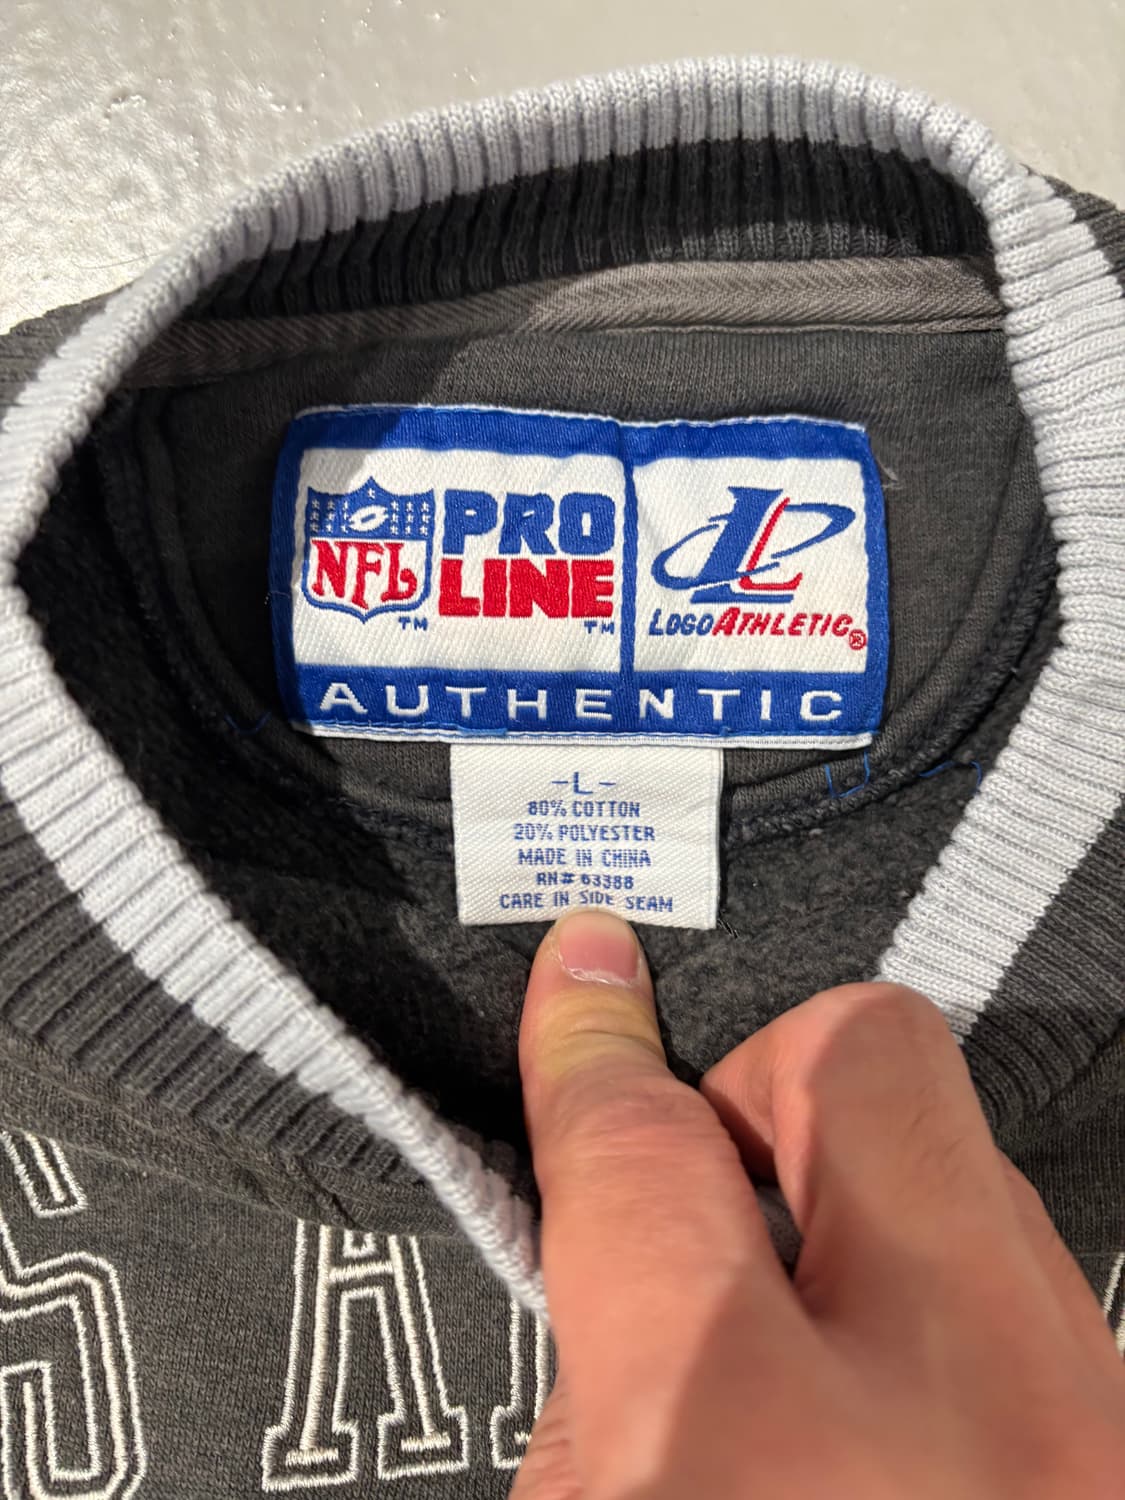 NFL
TM
PRO
LINE
TM
L
LOGOATHLETIC®
AUTHENTIC
-L-
80% COTTON
20% POLYESTER
MADE IN CHINA
RN# 63388
CARE IN SIDE SEAM